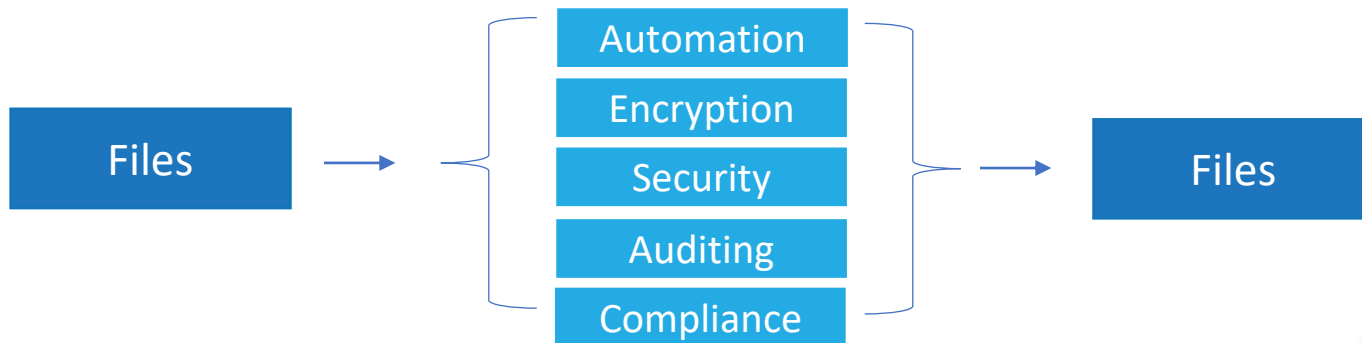 Files
Automation
Encryption
Security
Auditing
Compliance
Files